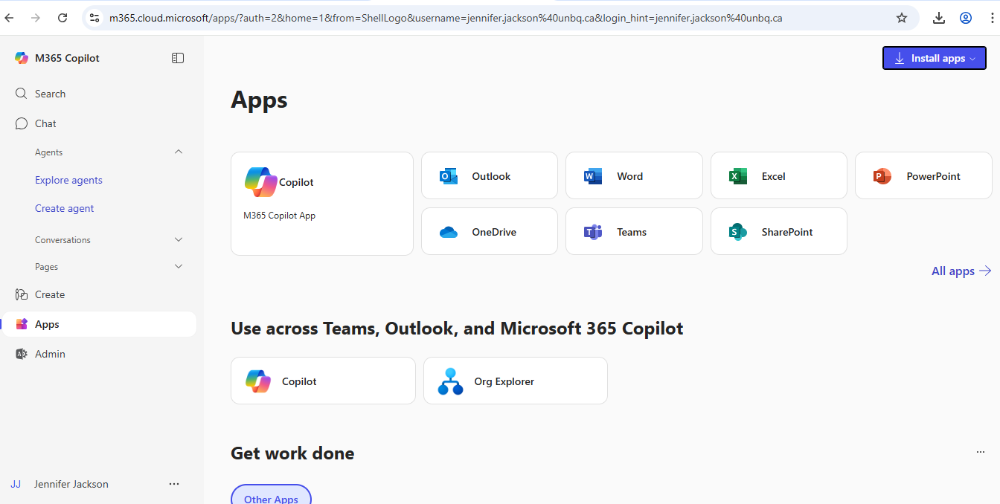 m365.cloud.microsoft/apps/?auth=2&home=1&from=ShellLogo&username=jennifer.jackson%40unbq.ca&login_hint=jennifer.jackson%40unbq.ca
M365 Copilot
Install apps
Search
Chat
Agents
Explore agents
Create agent
Conversations
Pages
Create
Apps
Admin
Jennifer Jackson
JJ
Apps
Copilot
M365 Copilot App
Outlook
Word
Excel
PowerPoint
OneDrive
Teams
SharePoint
All apps
Use across Teams, Outlook, and Microsoft 365 Copilot
Copilot
Org Explorer
Get work done
Other Apps